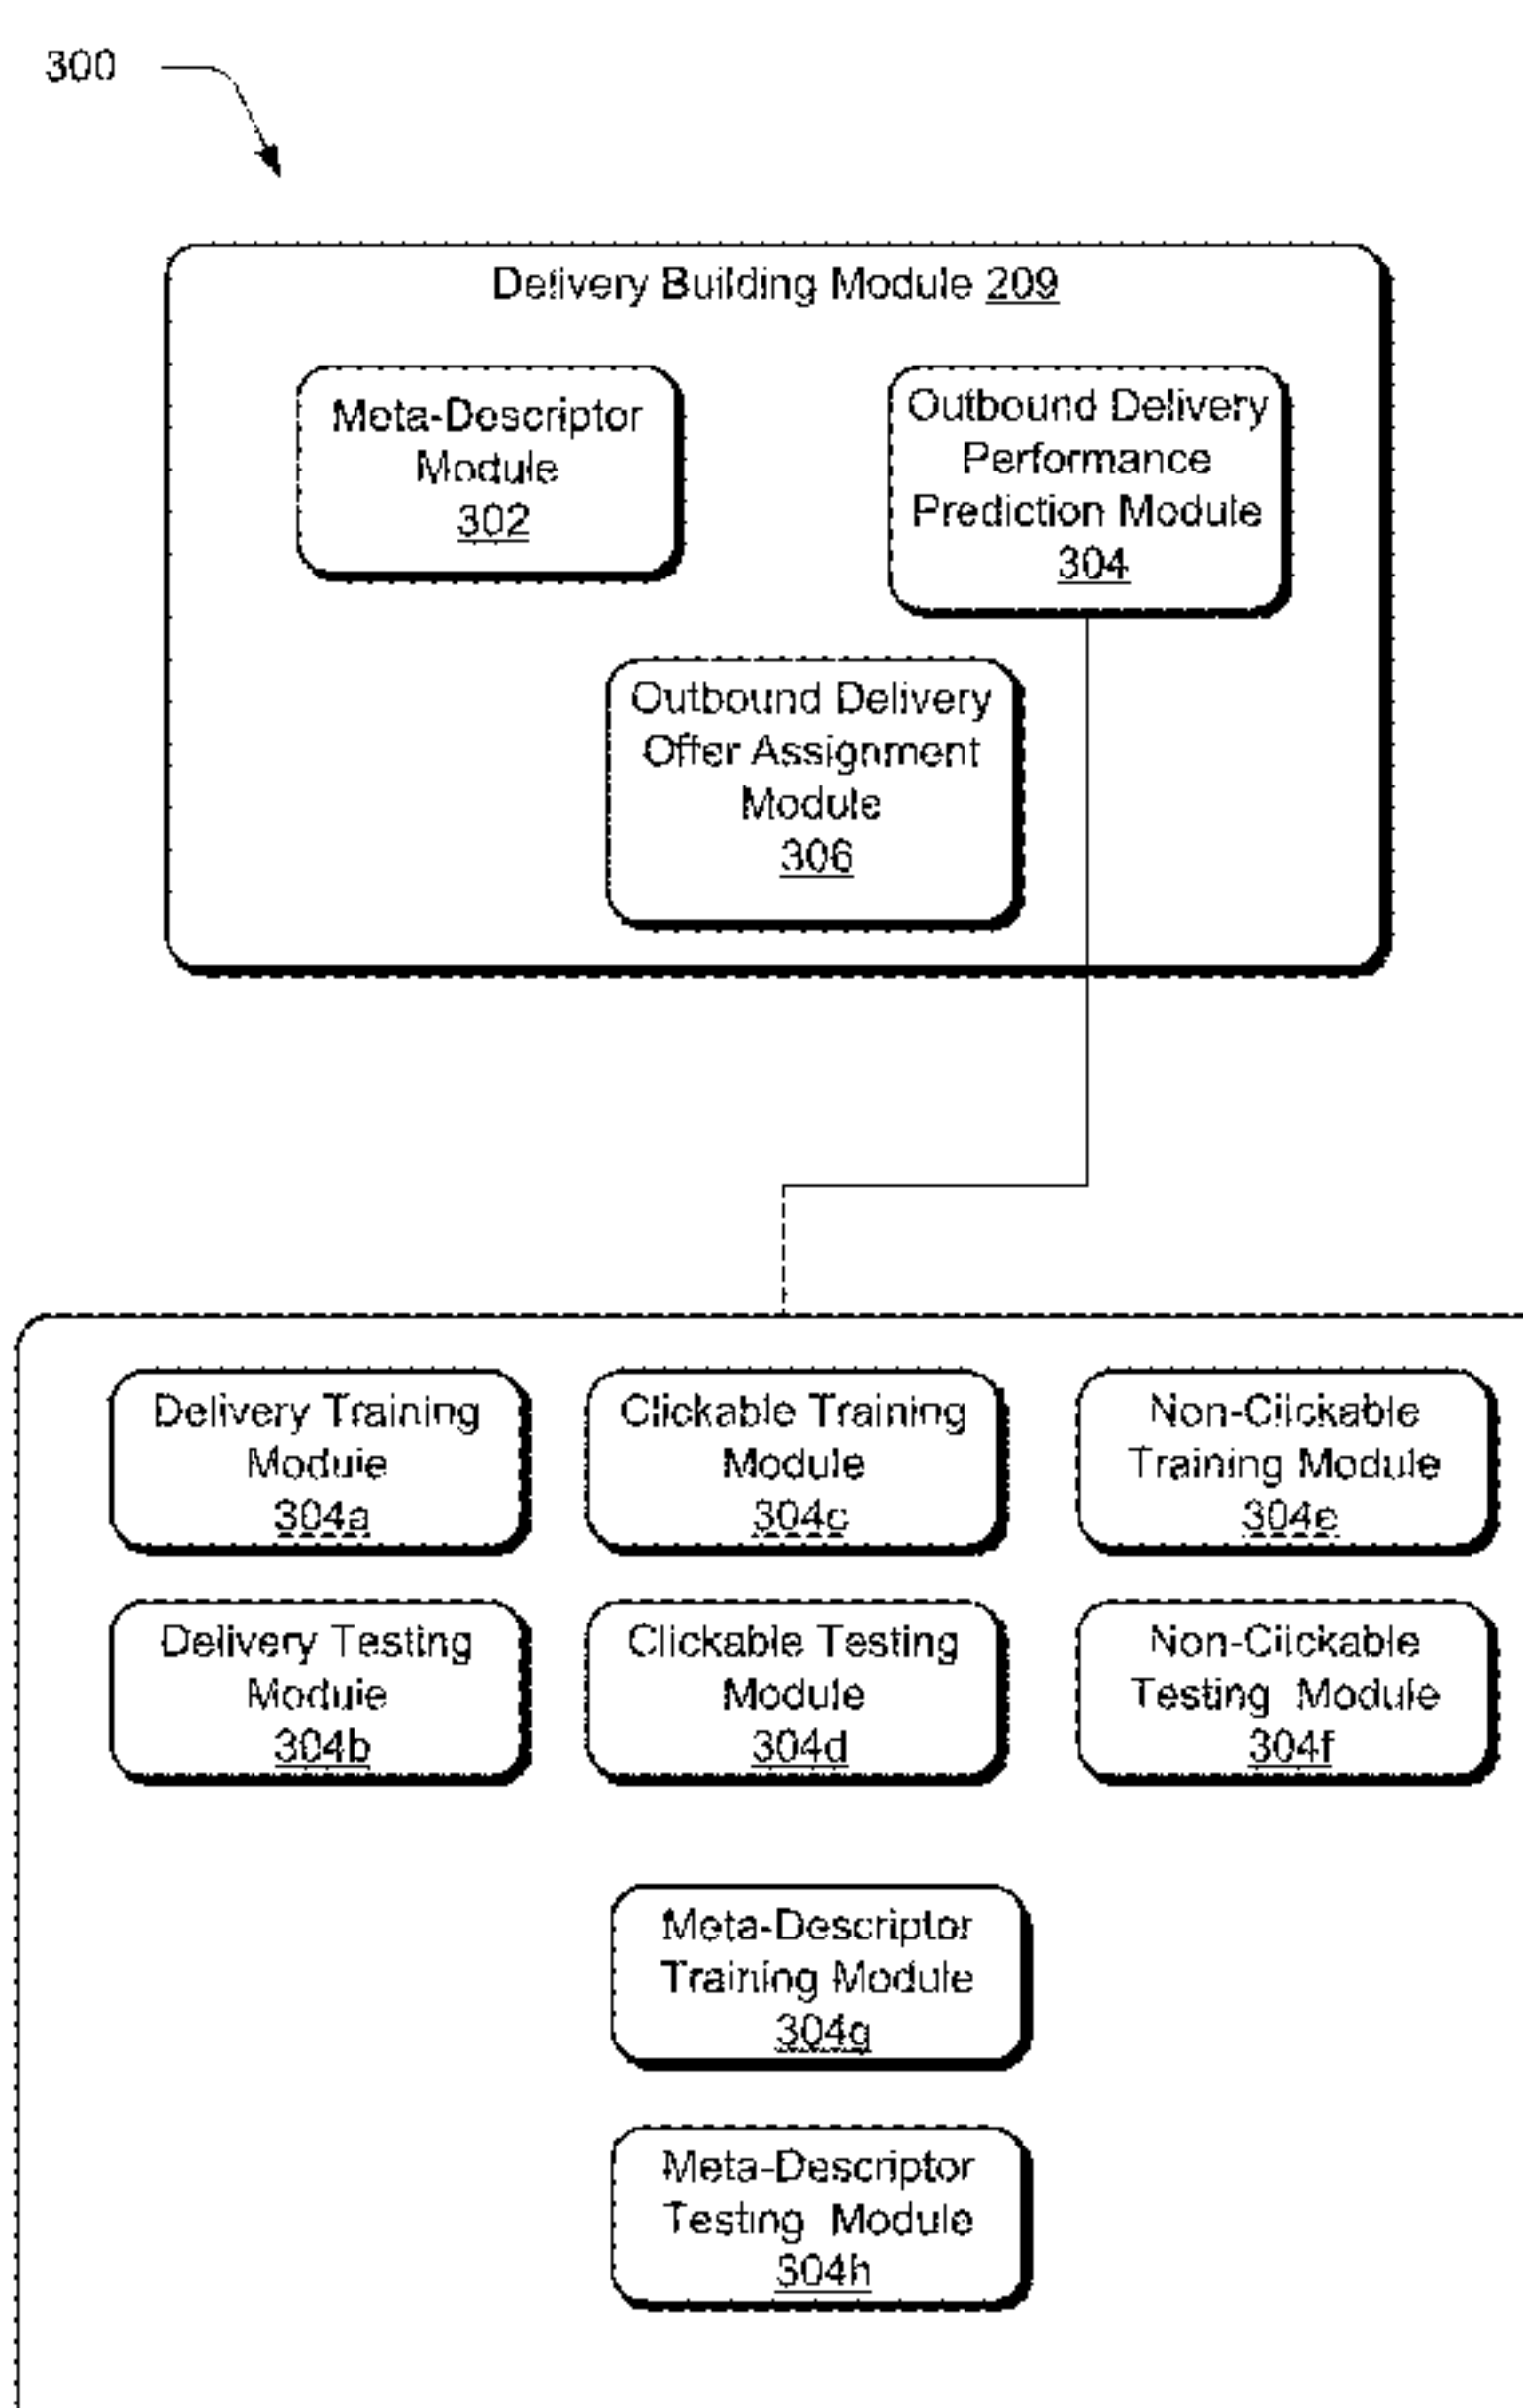 300
Delivery Building Module 209
Meta-Descriptor
Module
302
Outbound Delivery
Performance
Prediction Module
304
Outbound Delivery
Offer Assignment
Module
306
Delivery Training
Module
304a
Clickable Training
Module
304c
Non-Clickable
Training Module
304e
Delivery Testing
Module
304b
Clickable Testing
Module
304d
Non-Clickable
Testing Module
304f
Meta-Descriptor
Training Module
304g
Meta-Descriptor
Testing Module
304h